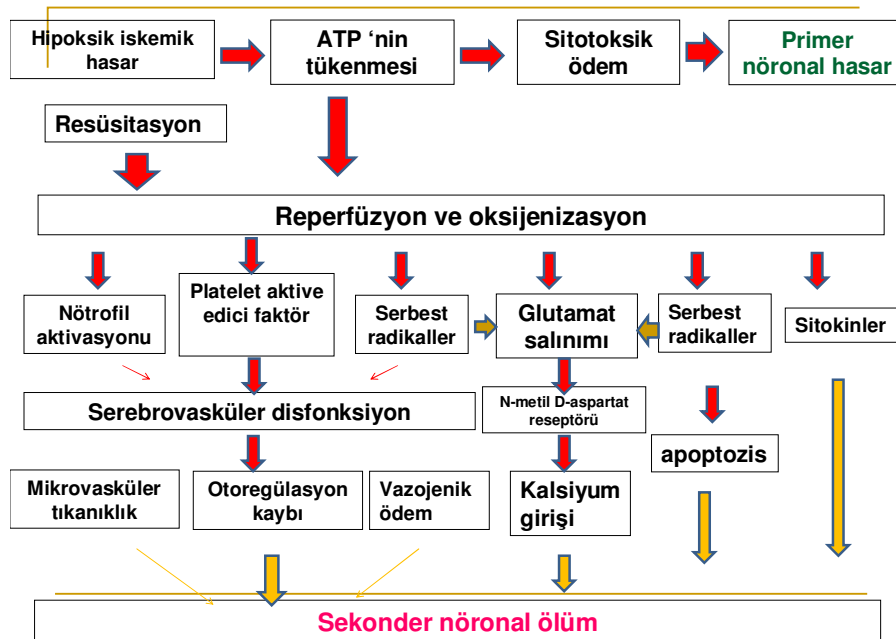 Hipoksik iskemik
hasar
ATP ‘nin
tükenmesi
Sitotoksik
ödem
Primer
nöronal hasar
Resüsitasyon
Reperfüzyon ve oksijenizasyon
Nötrofil
aktivasyonu
Platelet aktive
edici faktör
Serbest
radikaller
Glutamat
salınımı
Serbest
radikaller
Sitokinler
Serebrovasküler disfonksiyon
N-metil D-aspartat
reseptörü
apoptozis
Mikrovasküler
tıkanıklık
Otoregülasyon
kaybı
Vazojenik
ödem
Kalsiyum
girişi
Sekonder nöronal ölüm